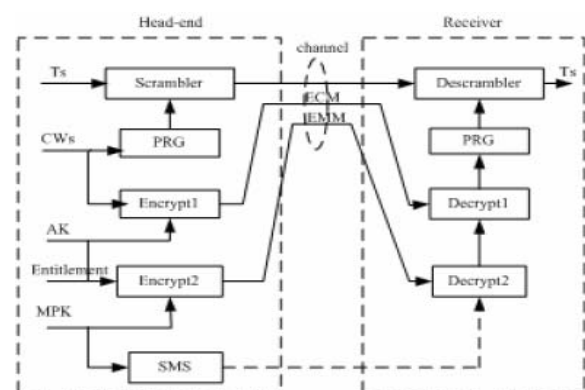 Head-end
Receiver
channel
Ts
Scrambler
Descrambler
Ts
ECM
EMM
CWs
PRG
PRG
Encrypt1
Decrypt1
AK
Entitlement
Encrypt2
Decrypt2
MPK
SMS